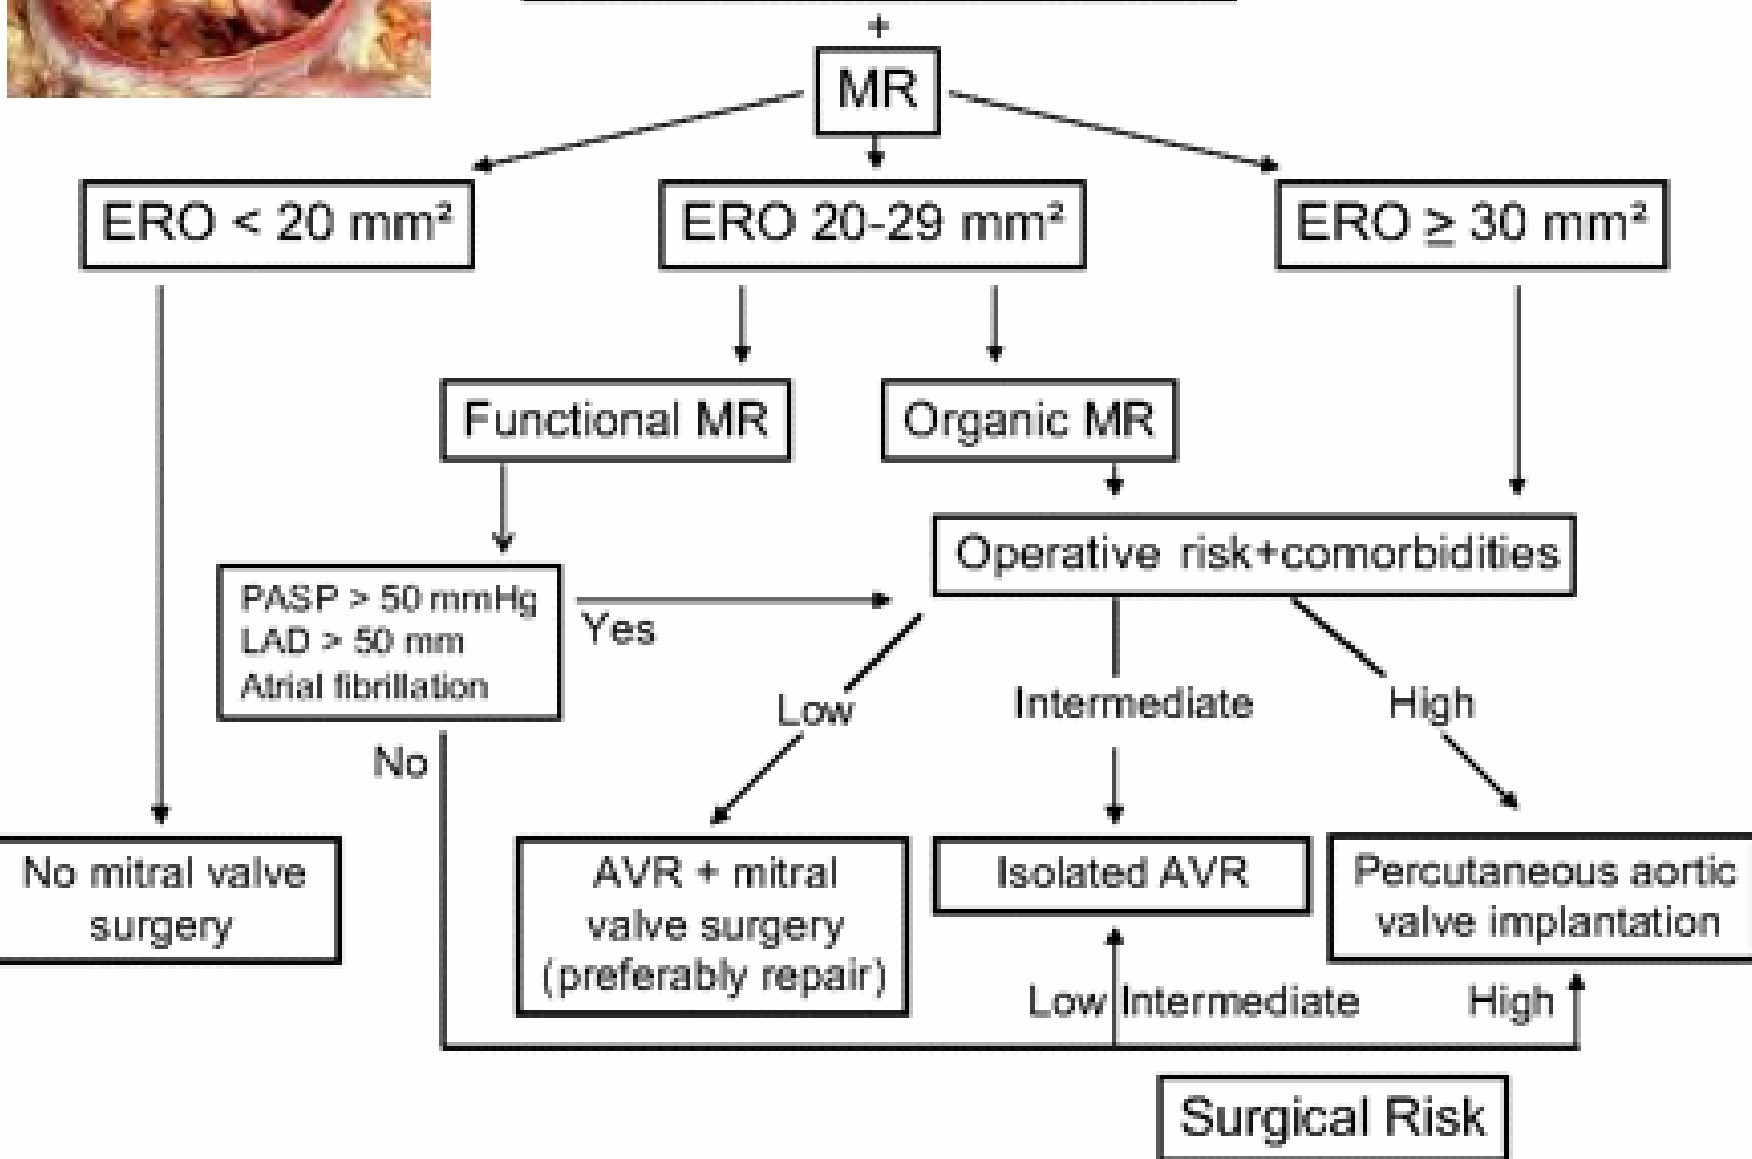 +
MR
ERO < 20 mm²
ERO 20-29 mm²
ERO ≥ 30 mm²
Functional MR
Organic MR
Operative risk+comorbidities
PASP > 50 mmHg
LAD > 50 mm
Atrial fibrillation
Yes
No
Low
Intermediate
High
No mitral valve
surgery
AVR + mitral
valve surgery
(preferably repair)
Isolated AVR
Percutaneous aortic
valve implantation
Low Intermediate
High
Surgical Risk